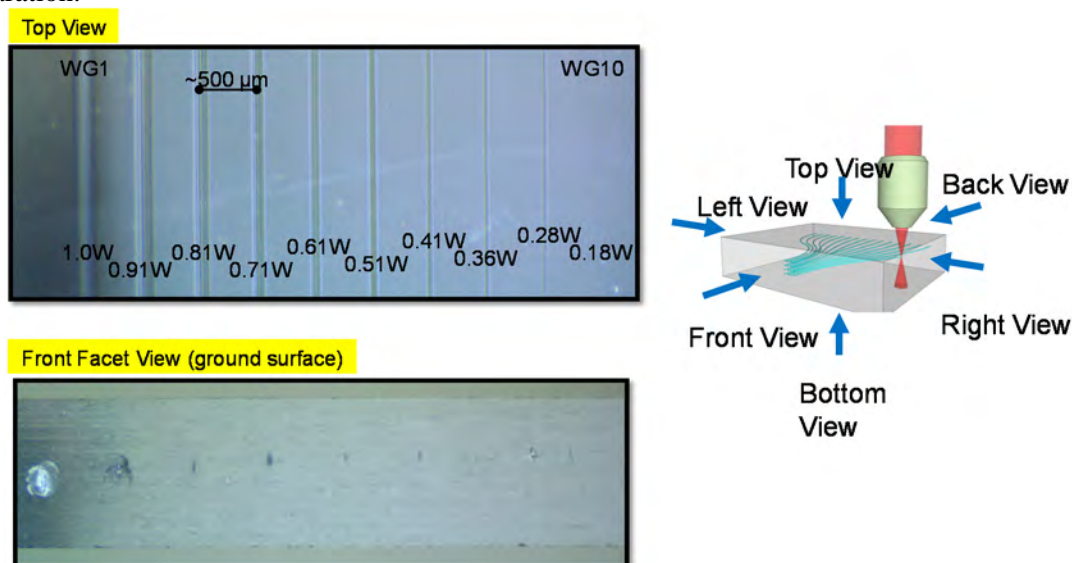 uration.
Top View
WG1
~500 µm
WG10
1.0W
0.91W
0.81W
0.71W
0.61W
0.51W
0.41W
0.36W
0.28W
0.18W
Top View
Left View
Back View
Front View
Right View
Bottom
View
Front Facet View (ground surface)